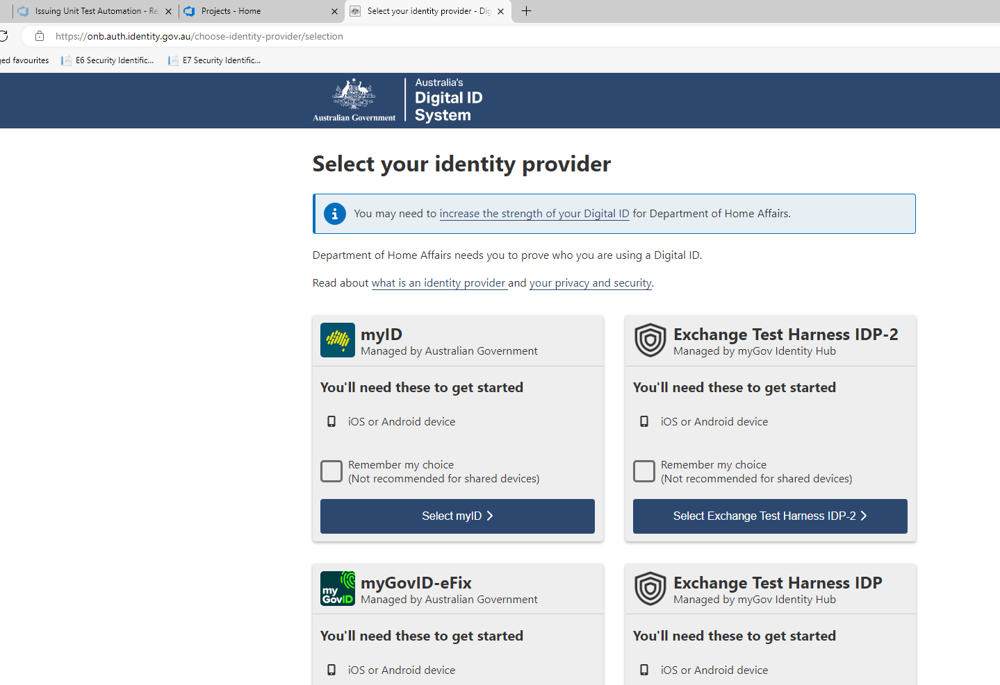 Issuing Unit Test Automation - Re
Projects - Home
Select your identity provider - Dig
https://onb.auth.identity.gov.au/choose-identity-provider/selection
ged favourites
E6 Security Identific...
E7 Security Identific...
Australian Government
Australia's
Digital ID
System
Select your identity provider
You may need to increase the strength of your Digital ID for Department of Home Affairs.
Department of Home Affairs needs you to prove who you are using a Digital ID.
Read about what is an identity provider and your privacy and security.
myID
Managed by Australian Government
You'll need these to get started
iOS or Android device
Remember my choice
(Not recommended for shared devices)
Select myID
Exchange Test Harness IDP-2
Managed by myGov Identity Hub
You'll need these to get started
iOS or Android device
Remember my choice
(Not recommended for shared devices)
Select Exchange Test Harness IDP-2
my
GovID
myGovID-eFix
Managed by Australian Government
You'll need these to get started
iOS or Android device
Exchange Test Harness IDP
Managed by myGov Identity Hub
You'll need these to get started
iOS or Android device